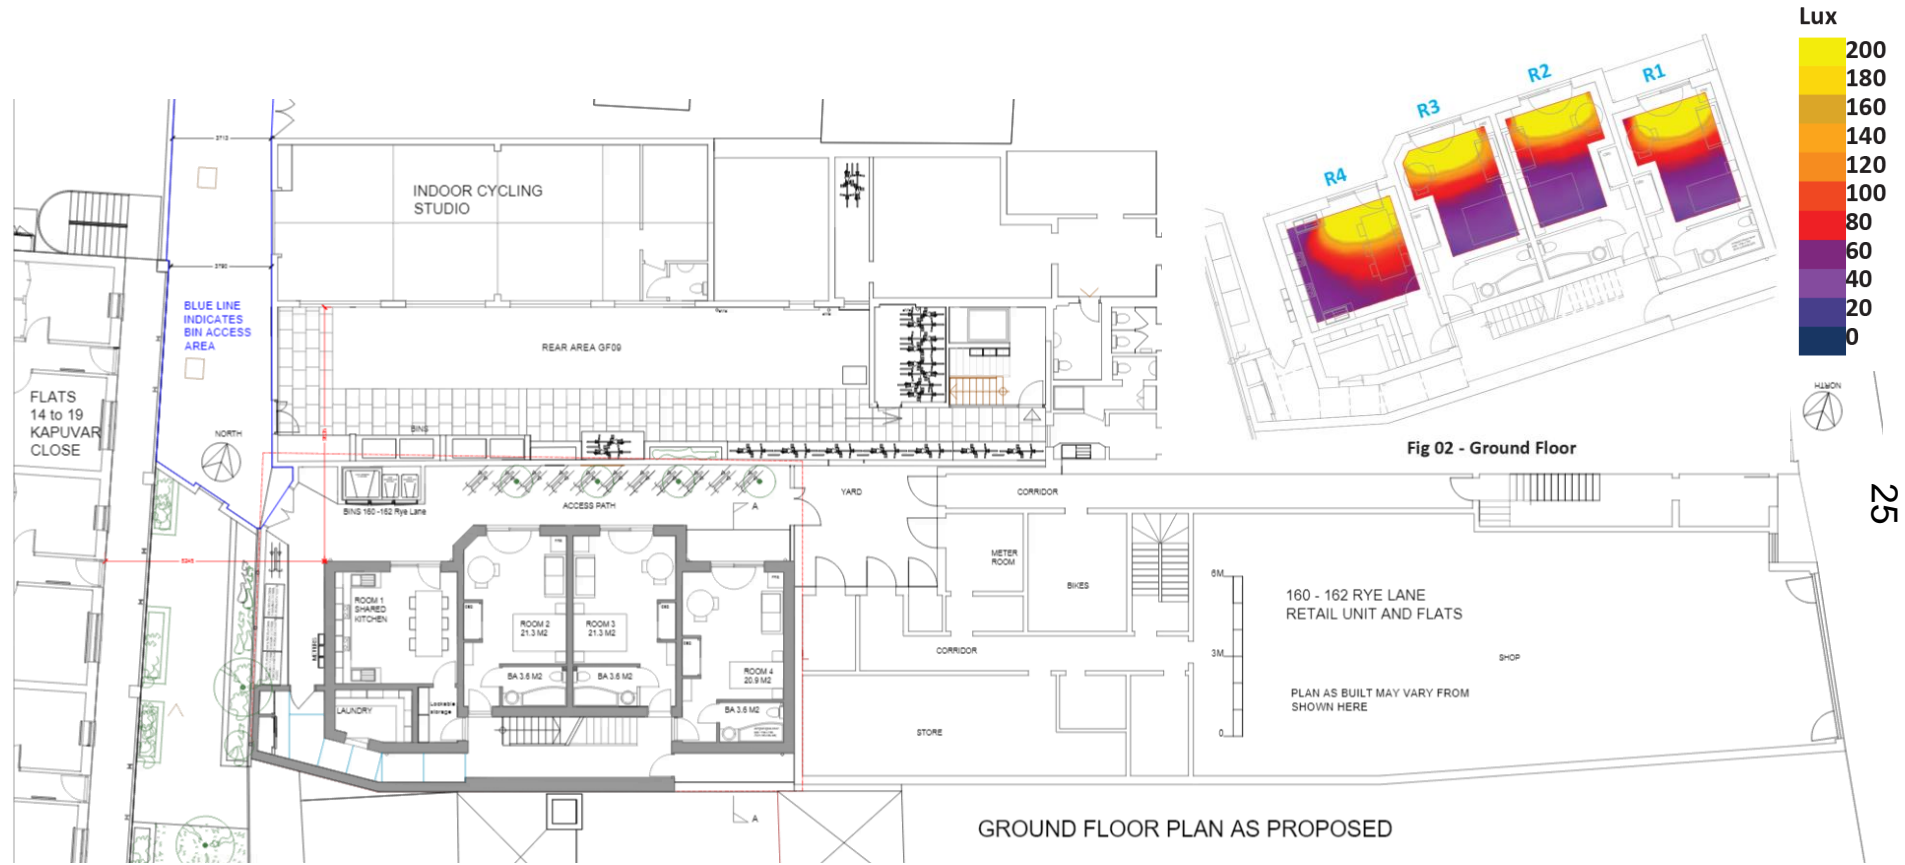 Lux
200
180
160
140
120
100
80
60
40
20
0
R1
R2
R3
R4
Fig 02 - Ground Floor
NORTH
25
3710
3790
INDOOR CYCLING
STUDIO
BLUE LINE
INDICATES
BIN ACCESS
AREA
REAR AREA GF09
FLATS
14 to 19
KAPUVAR
CLOSE
NORTH
BINS
BINS 160 -162 Rye Lane
ACCESS PATH
A
YARD
CORRIDOR
METER
ROOM
BIKES
ROOM 1
SHARED
KITCHEN
ROOM 2
21.3 M2
ROOM 3
21.3 M2
ROOM 4
20.9 M2
BA 3.6 M2
BA 3.6 M2
BA 3.6 M2
LAUNDRY
Lockable
storage
METERS
CORRIDOR
STORE
6M
3M
0
160 - 162 RYE LANE
RETAIL UNIT AND FLATS
SHOP
PLAN AS BUILT MAY VARY FROM
SHOWN HERE
A
GROUND FLOOR PLAN AS PROPOSED